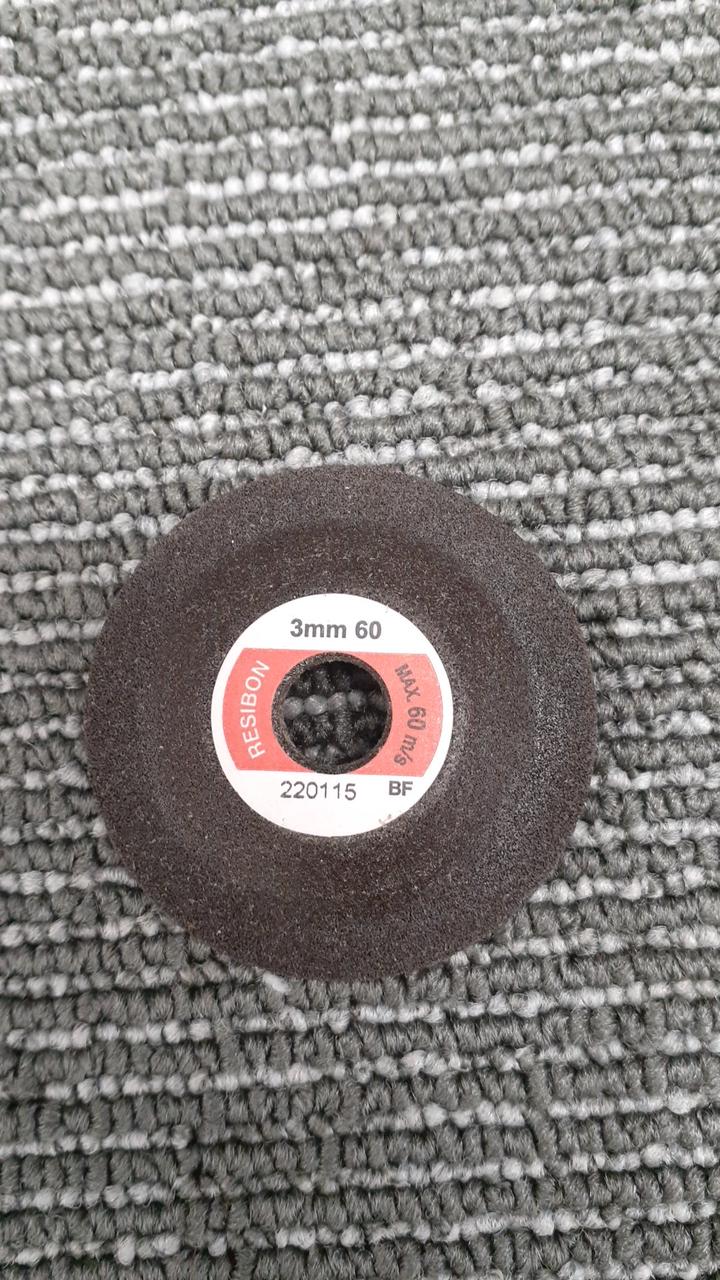 3mm 60
RESIBON
MAX. 60 m/s
220115 BF